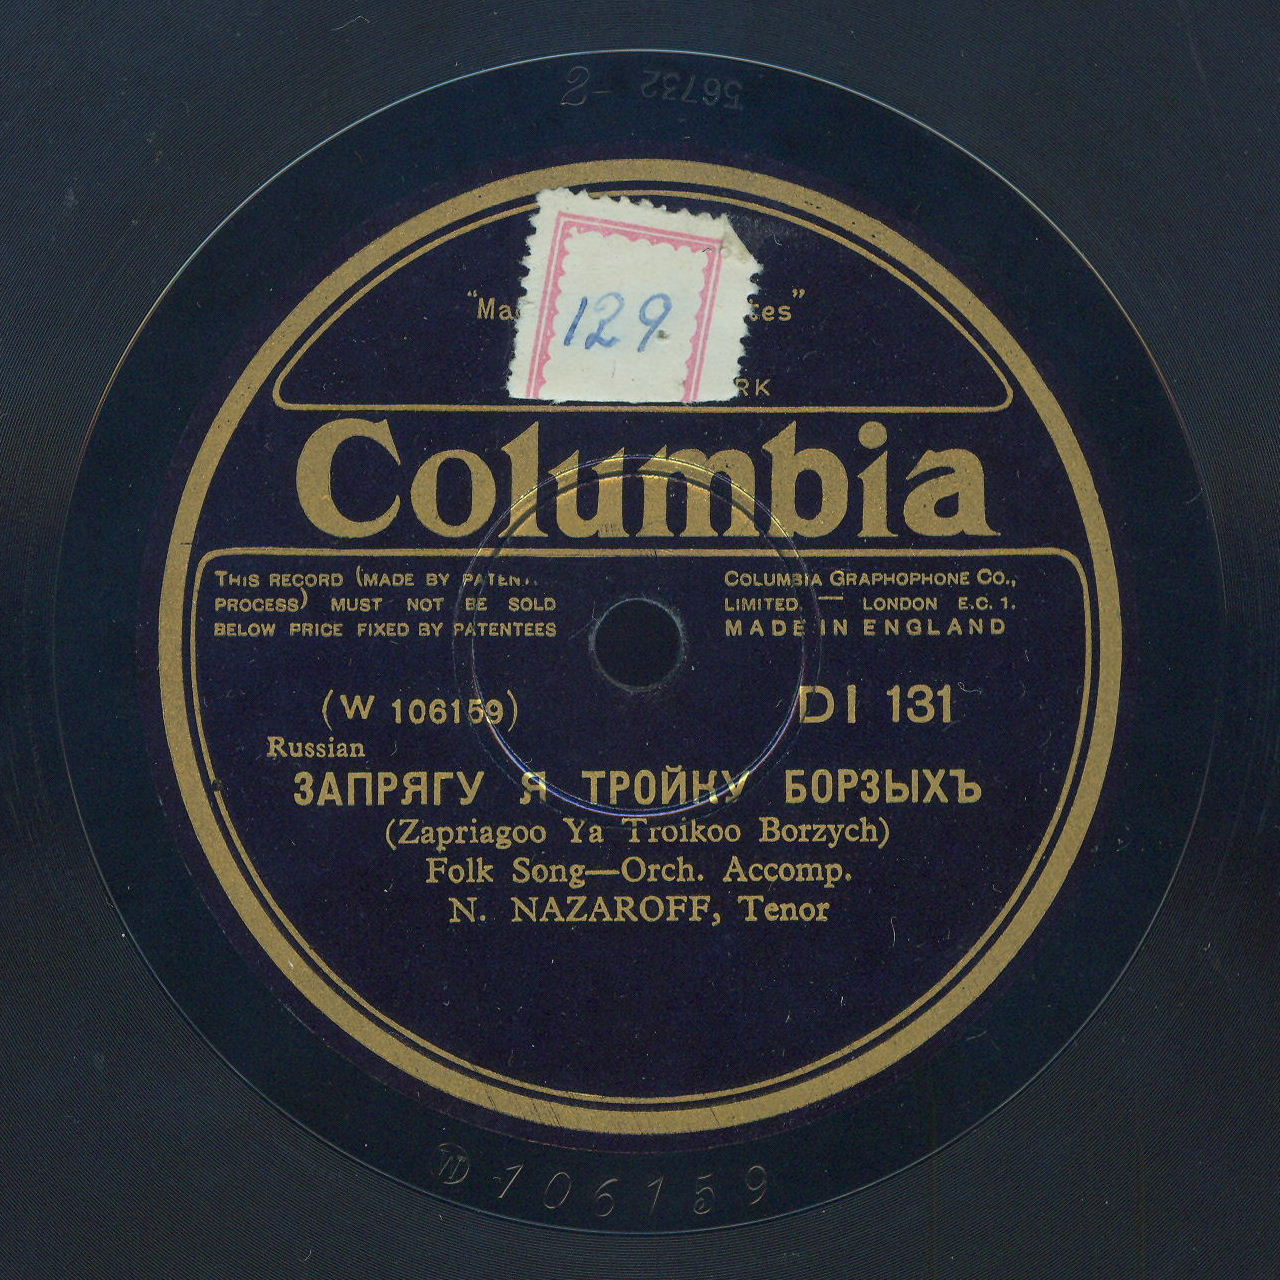 2- 56732
129
Columbia
THIS RECORD (MADE BY PATENT
PROCESS) MUST NOT BE SOLD
BELOW PRICE FIXED BY PATENTEES
COLUMBIA GRAPHOPHONE CO.,
LIMITED. — LONDON E.C. 1.
MADE IN ENGLAND
(W 106159)
DI 131
Russian
ЗАПРЯГУ Я ТРОЙКУ БОРЗЫХЪ
(Zapriagoo Ya Troikoo Borzych)
Folk Song—Orch. Accomp.
N. NAZAROFF, Tenor
W 106159